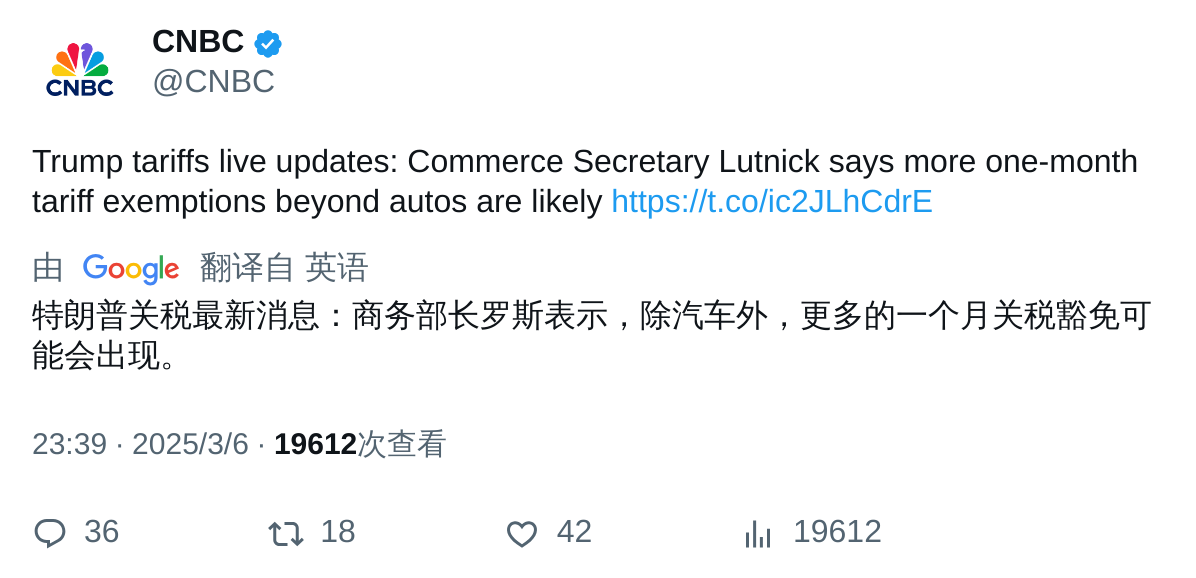 CNBC
CNBC
@CNBC
Trump tariffs live updates: Commerce Secretary Lutnick says more one-month
tariff exemptions beyond autos are likely https://t.co/ic2JLhCdrE
由 Google 翻译自 英语
特朗普关税最新消息：商务部长罗斯表示，除汽车外，更多的一个月关税豁免可
能会出现。
23:39 · 2025/3/6 · 19612次查看
36 18 42 19612